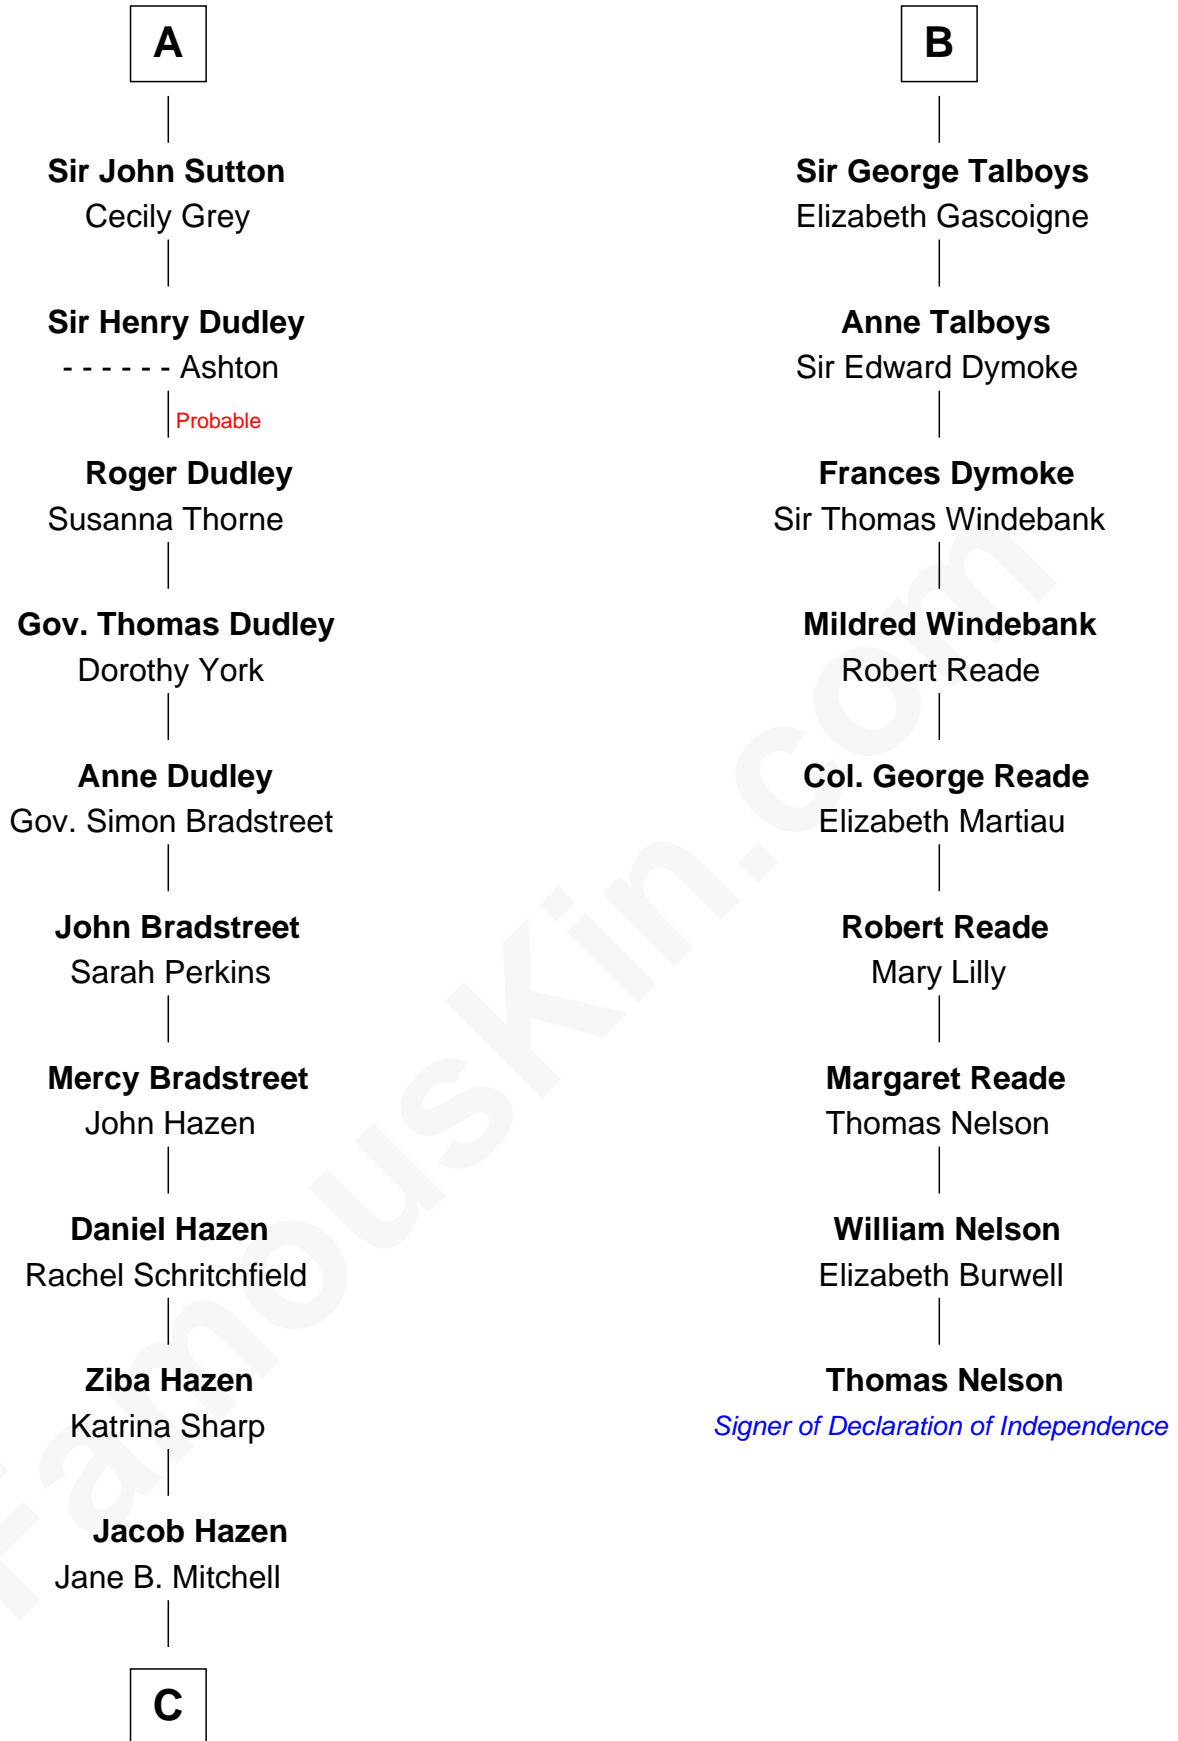 A
Sir John Sutton
Cecily Grey
Sir Henry Dudley
- - - - - - Ashton
Probable
Roger Dudley
Susanna Thorne
Gov. Thomas Dudley
Dorothy York
Anne Dudley
Gov. Simon Bradstreet
John Bradstreet
Sarah Perkins
Mercy Bradstreet
John Hazen
Daniel Hazen
Rachel Schritchfield
Ziba Hazen
Katrina Sharp
Jacob Hazen
Jane B. Mitchell
C
B
Sir George Talboys
Elizabeth Gascoigne
Anne Talboys
Sir Edward Dymoke
Frances Dymoke
Sir Thomas Windebank
Mildred Windebank
Robert Reade
Col. George Reade
Elizabeth Martiau
Robert Reade
Mary Lilly
Margaret Reade
Thomas Nelson
William Nelson
Elizabeth Burwell
Thomas Nelson
Signer of Declaration of Independence
FamousKin.com